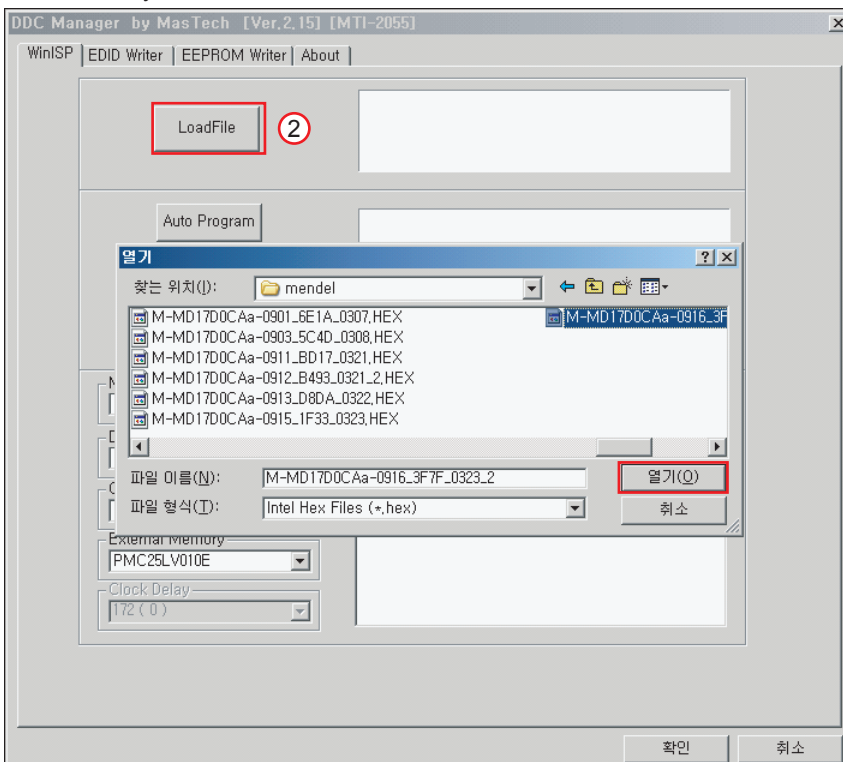 DDC Manager by MasTech [Ver,2,15] [MTI-2055]
WinISP EDID Writer EEPROM Writer About
LoadFile ②
Auto Program
열기
찾는 위치(I): mendel
M-MD17D0CAa-0901_6E1A_0307,HEX M-MD17D0CAa-0916_3F
M-MD17D0CAa-0903_5C4D_0308,HEX
M-MD17D0CAa-0911_BD17_0321,HEX
M-MD17D0CAa-0912_B493_0321_2,HEX
M-MD17D0CAa-0913_D8DA_0322,HEX
M-MD17D0CAa-0915_1F33_0323,HEX
파일 이름(N): M-MD17D0CAa-0916_3F7F_0323_2 열기(O)
파일 형식(T): Intel Hex Files (*,hex) 취소
External Memory
PMC25LV010E
Clock Delay
172 ( 0 )
확인 취소